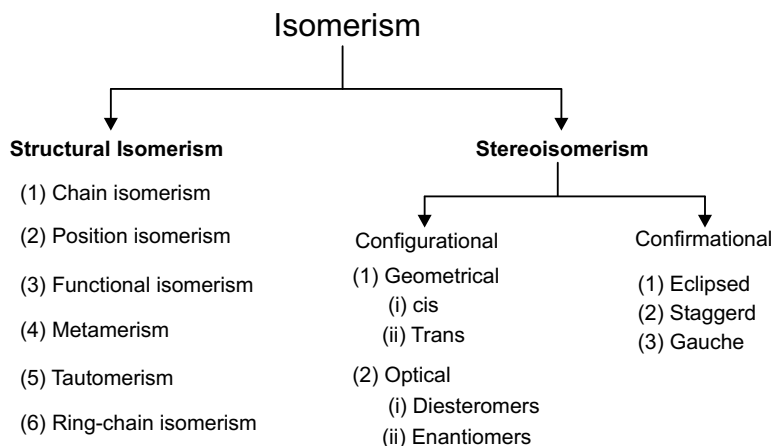 Isomerism
Structural Isomerism
(1) Chain isomerism
(2) Position isomerism
(3) Functional isomerism
(4) Metamerism
(5) Tautomerism
(6) Ring-chain isomerism
Stereoisomerism
Configurational
(1) Geometrical
(i) cis
(ii) Trans
(2) Optical
(i) Diesteromers
(ii) Enantiomers
Confirmational
(1) Eclipsed
(2) Staggerd
(3) Gauche